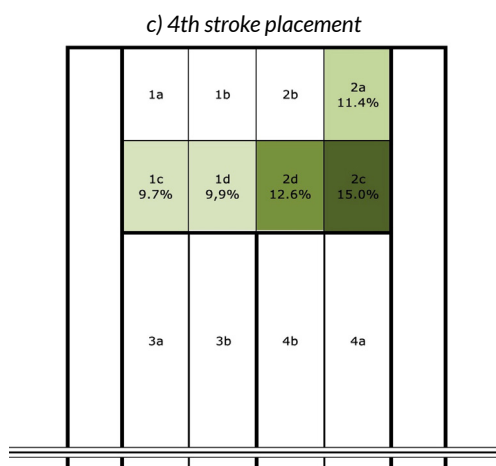 c) 4th stroke placement
1a 1b 2b 2a
11.4%
1c 1d 2d 2c
9.7% 9,9% 12.6% 15.0%
3a 3b 4b 4a